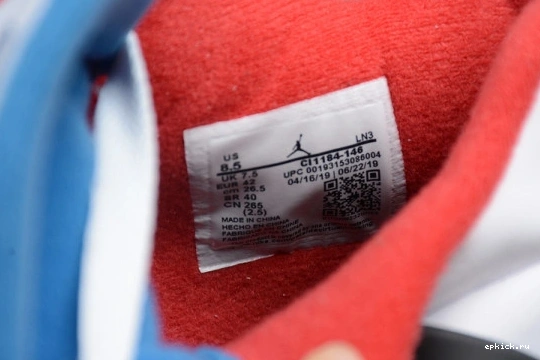 LN3
US
8.5
UK 7.5
EUR 42
cm 26.5
BR 40
CN 265
(2.5)
CI1184-146
UPC 00193153086004
04/16/19 | 06/22/19
MADE IN CHINA
HECHO EN CHINA
epkick.ru